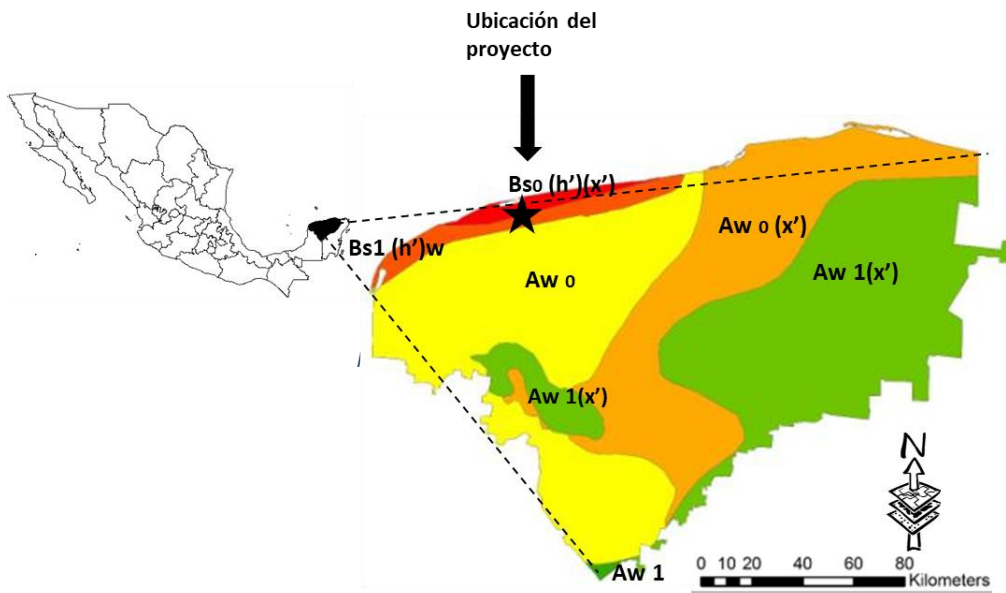 Ubicación del
proyecto
Bs0 (h')(x')
Bs1 (h')w
Aw 0 (x')
Aw 0
Aw 1(x')
Aw 1(x')
Aw 1
N
0 10 20 40 60 80
Kilometers